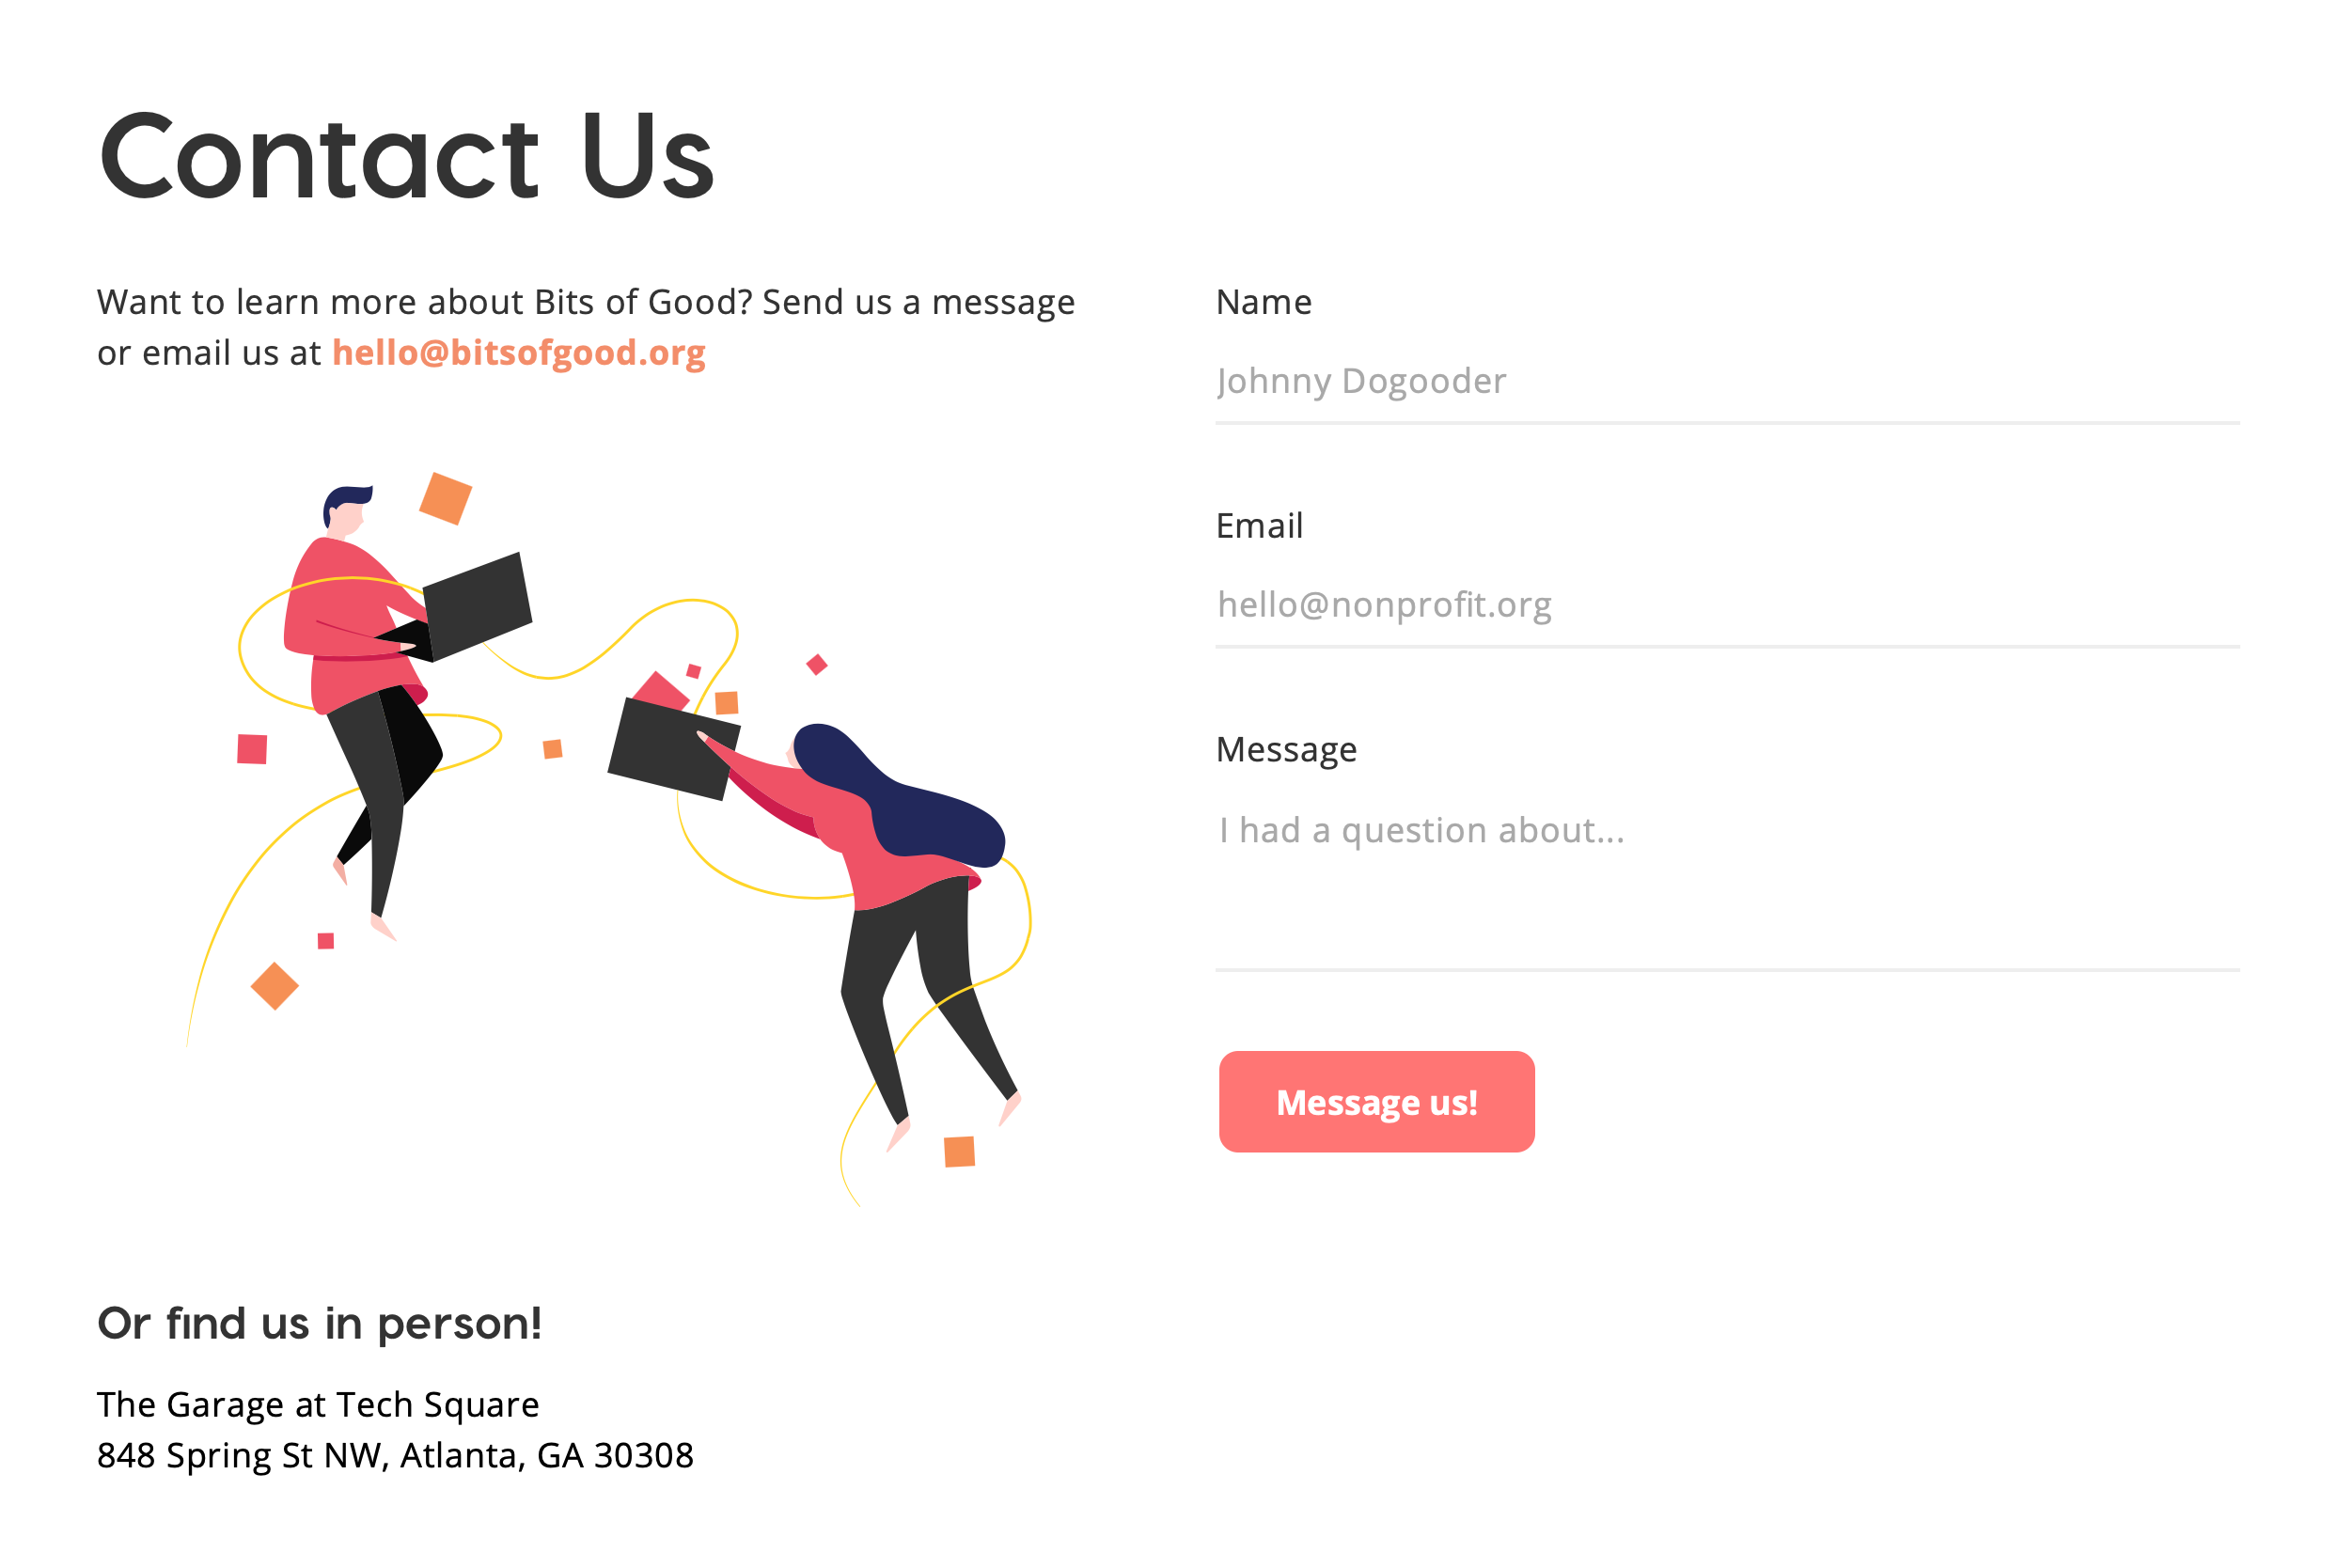 Contact Us
Want to learn more about Bits of Good? Send us a message
or email us at hello@bitsofgood.org
Name
Johnny Dogooder
Email
hello@nonprofit.org
Message
I had a question about...
Message us!
Or find us in person!
The Garage at Tech Square
848 Spring St NW, Atlanta, GA 30308